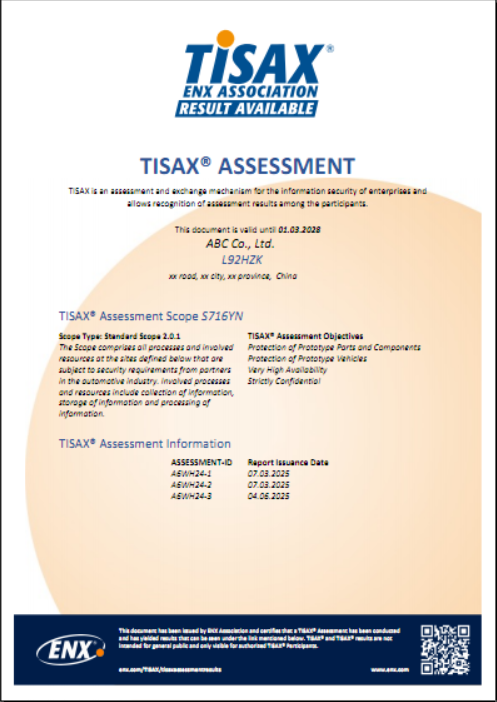 TISAX®
ENX ASSOCIATION
RESULT AVAILABLE
TISAX® ASSESSMENT
TISAX is an assessment and exchange mechanism for the information security of enterprises and
allows recognition of assessment results among the participants.
This document is valid until 01.03.2028
ABC Co., Ltd.
L92HZK
xx road, xx city, xx province, China
TISAX® Assessment Scope S716YN
Scope Type: Standard Scope 2.0.1
The Scope comprises all processes and involved
resources at the sites defined below that are
subject to security requirements from partners
in the automotive industry. Involved processes
and resources include collection of information,
storage of information and processing of
information.
TISAX® Assessment Objectives
Protection of Prototype Parts and Components
Protection of Prototype Vehicles
Very High Availability
Strictly Confidential
TISAX® Assessment Information
ASSESSMENT-ID Report Issuance Date
A6WH24-1 07.03.2025
A6WH24-2 07.03.2025
A6WH24-3 04.06.2025
ENX
This document has been issued by ENX Association and certifies that a TISAX® Assessment has been conducted
and has yielded results that can be seen under the link mentioned below. TISAX® and TISAX® results are not
intended for general public and only visible for authorized TISAX® Participants.
enx.com/TISAX/tisaxassessmentresults www.enx.com